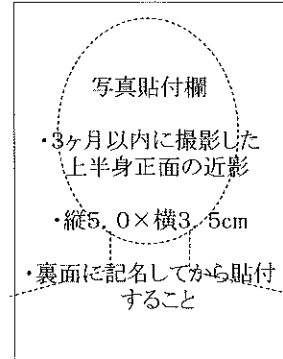 写真貼付欄
・3ヶ月以内に撮影した
上半身正面の近影
・縦5.0×横3.5cm
・裏面に記名してから貼付
すること